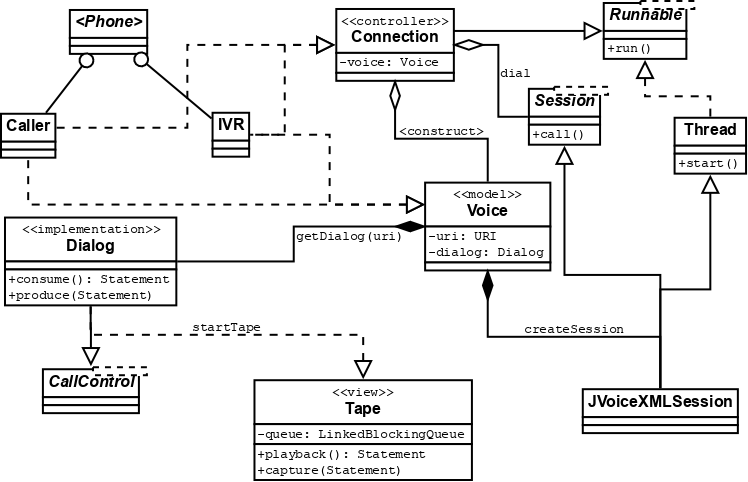 <Phone>
<<controller>>
Connection
-voice: Voice
Runnable
+run()
dial
Session
+call()
Caller
IVR
Thread
+start()
<construct>
<<model>>
Voice
-uri: URI
-dialog: Dialog
<<implementation>>
Dialog
+consume(): Statement
+produce(Statement)
getDialog(uri)
createSession
startTape
CallControl
<<view>>
Tape
-queue: LinkedBlockingQueue
+playback(): Statement
+capture(Statement)
JVoiceXMLSession